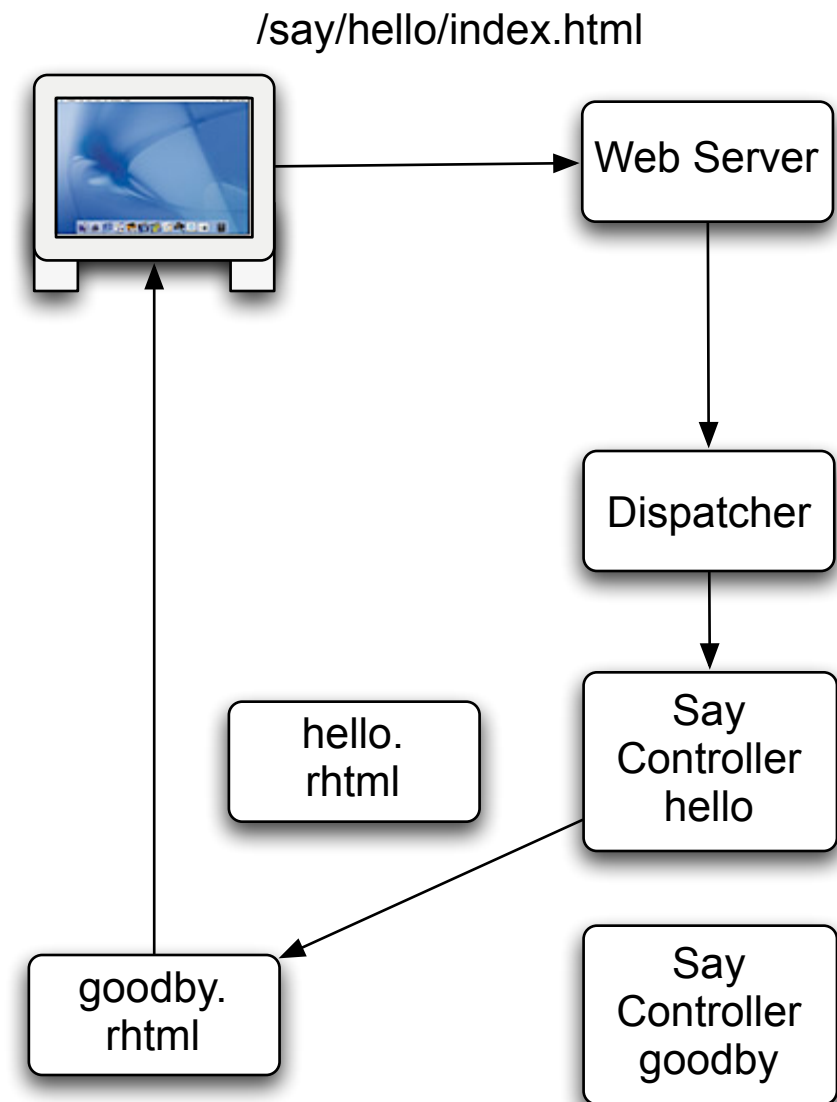 /say/hello/index.html
Web Server
Dispatcher
Say
Controller
hello
hello.
rhtml
goodby.
rhtml
Say
Controller
goodby